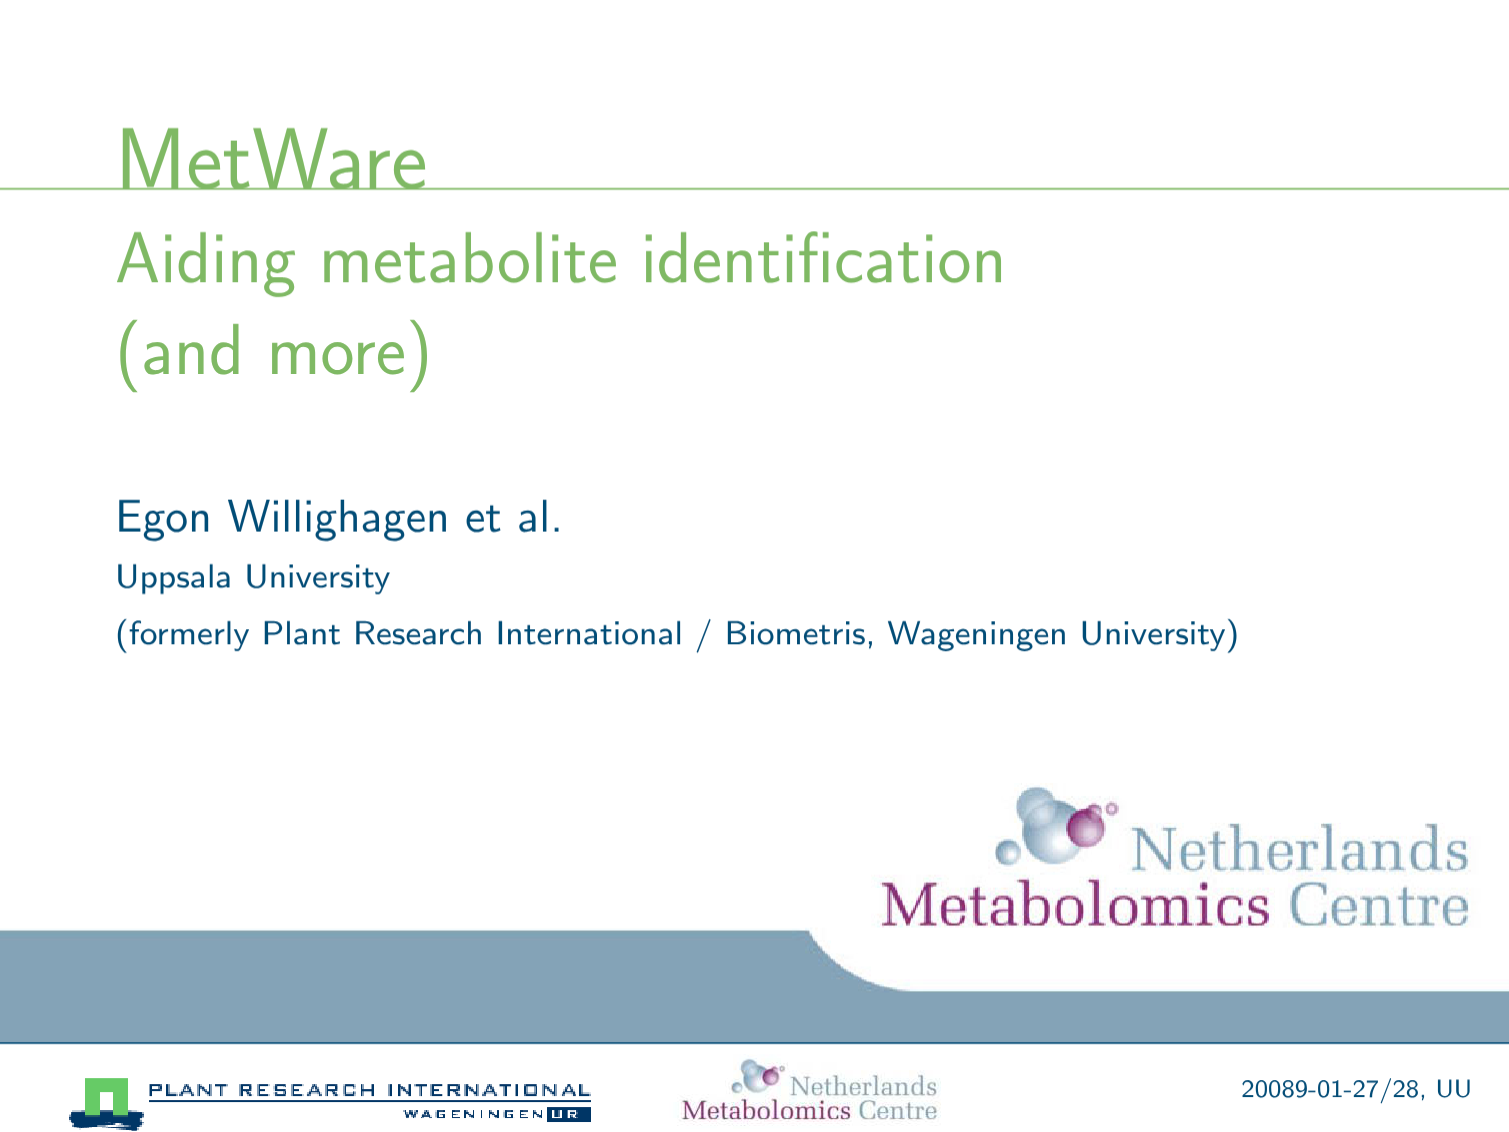 MetWare
Aiding metabolite identification
(and more)
Egon Willighagen et al.
Uppsala University
(formerly Plant Research International / Biometris, Wageningen University)
Netherlands
Metabolomics Centre
PLANT RESEARCH INTERNATIONAL
WAGENINGEN UR
Netherlands
Metabolomics Centre
20089-01-27/28, UU